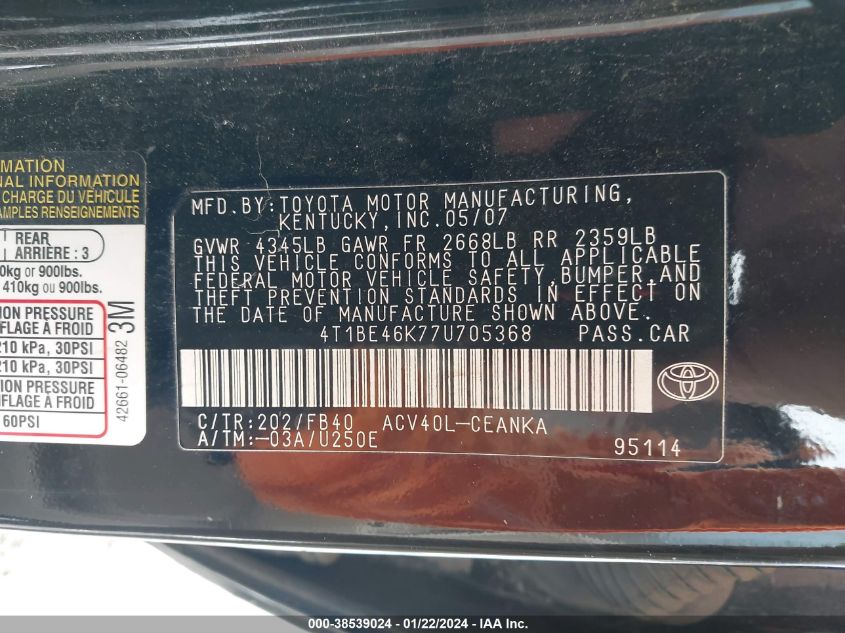 MATION
NAL INFORMATION
CHARGE DU VÉHICULE
AMPLES RENSEIGNEMENTS
REAR
ARRIÈRE : 3
0kg or 900lbs.
410kg ou 900lbs.
ION PRESSURE
FLAGE À FROID
210 kPa, 30PSI
210 kPa, 30PSI
ION PRESSURE
FLAGE À FROID
60PSI
42661-06482 3M
MFD.BY:TOYOTA MOTOR MANUFACTURING,
KENTUCKY,INC.05/07
GVWR 4345LB GAWR FR 2668LB RR 2359LB
THIS VEHICLE CONFORMS TO ALL APPLICABLE
FEDERAL MOTOR VEHICLE SAFETY,BUMPER,AND
THEFT PREVENTION STANDARDS IN EFFECT ON
THE DATE OF MANUFACTURE SHOWN ABOVE.
4T1BE46K77U705368 PASS.CAR
C/TR:202/FB40 ACV40L-CEANKA
A/TM:-03A/U250E 95114
000-38539024 - 01/22/2024 - IAAcanada.com